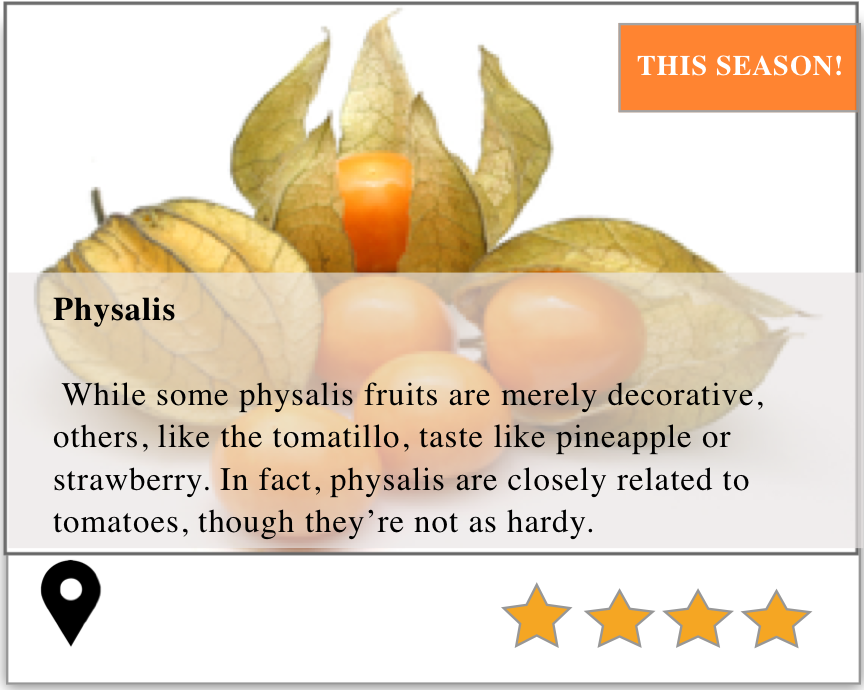 THIS SEASON!
Physalis
While some physalis fruits are merely decorative,
others, like the tomatillo, taste like pineapple or
strawberry. In fact, physalis are closely related to
tomatoes, though they’re not as hardy.